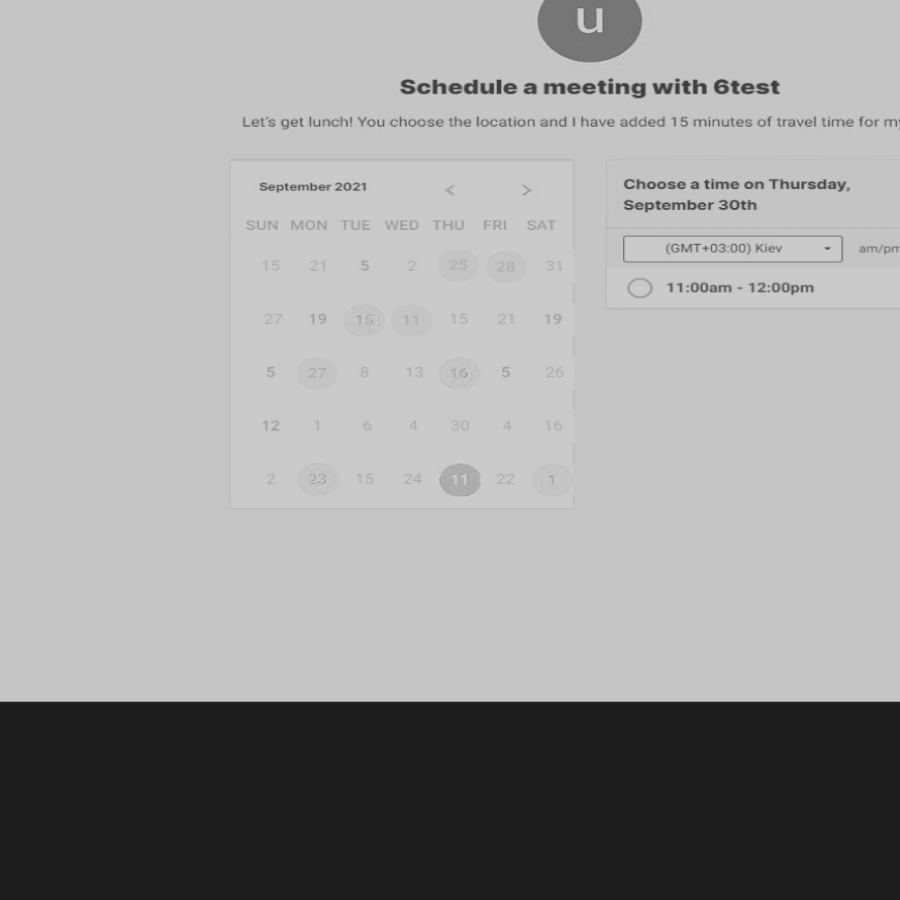 u
Schedule a meeting with 6test
Let's get lunch! You choose the location and I have added 15 minutes of travel time for my
September 2021 < >
SUN MON TUE WED THU FRI SAT
15 21 5 2 25 28 31
27 19 15 11 15 21 19
5 27 8 13 16 5 26
12 1 6 4 30 4 16
2 23 15 24 11 22 1
Choose a time on Thursday,
September 30th
(GMT+03:00) Kiev am/pm
11:00am - 12:00pm